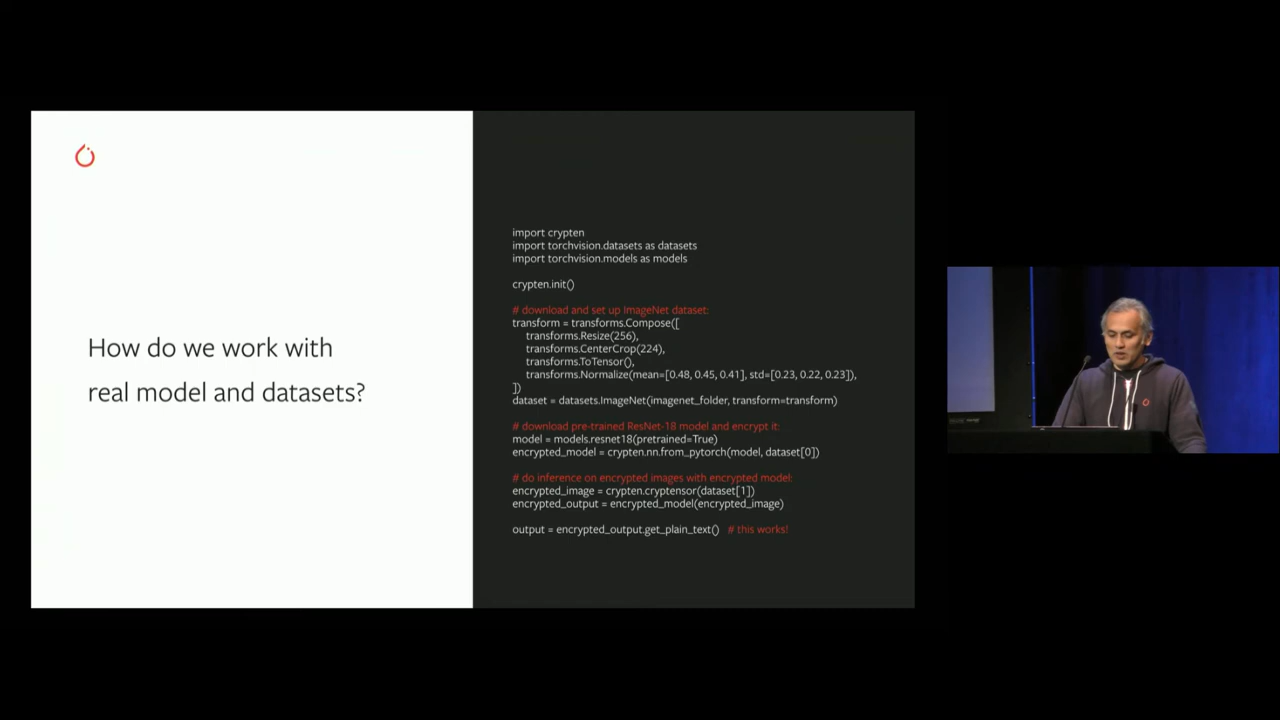 How do we work with
real model and datasets?
import crypten
import torchvision.datasets as datasets
import torchvision.models as models
crypten.init()
# download and set up ImageNet dataset:
transform = transforms.Compose([
transforms.Resize(256),
transforms.CenterCrop(224),
transforms.ToTensor(),
transforms.Normalize(mean=[0.48, 0.45, 0.41], std=[0.23, 0.22, 0.23]),
])
dataset = datasets.ImageNet(imagenet_folder, transform=transform)
# download pre-trained ResNet-18 model and encrypt it:
model = models.resnet18(pretrained=True)
encrypted_model = crypten.nn.from_pytorch(model, dataset[0])
# do inference on encrypted images with encrypted model:
encrypted_image = crypten.cryptensor(dataset[1])
encrypted_output = encrypted_model(encrypted_image)
output = encrypted_output.get_plain_text() # this works!